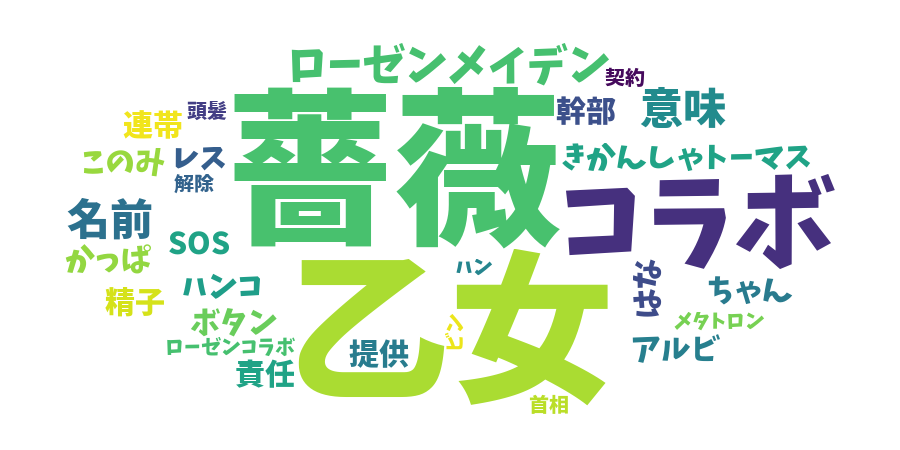 ローゼンメイデン
契約
頭髪
幹部
意味
連帯
薔薇
このみ
レス
きかんしゃトーマス
解除
コラボ
名前
SOS
かっぱ
ハン
ハンコ
はな
ちゃん
精子
乙女
ボタン
ピン
メタトロン
ローゼンコラボ
提供
アルビ
責任
首相